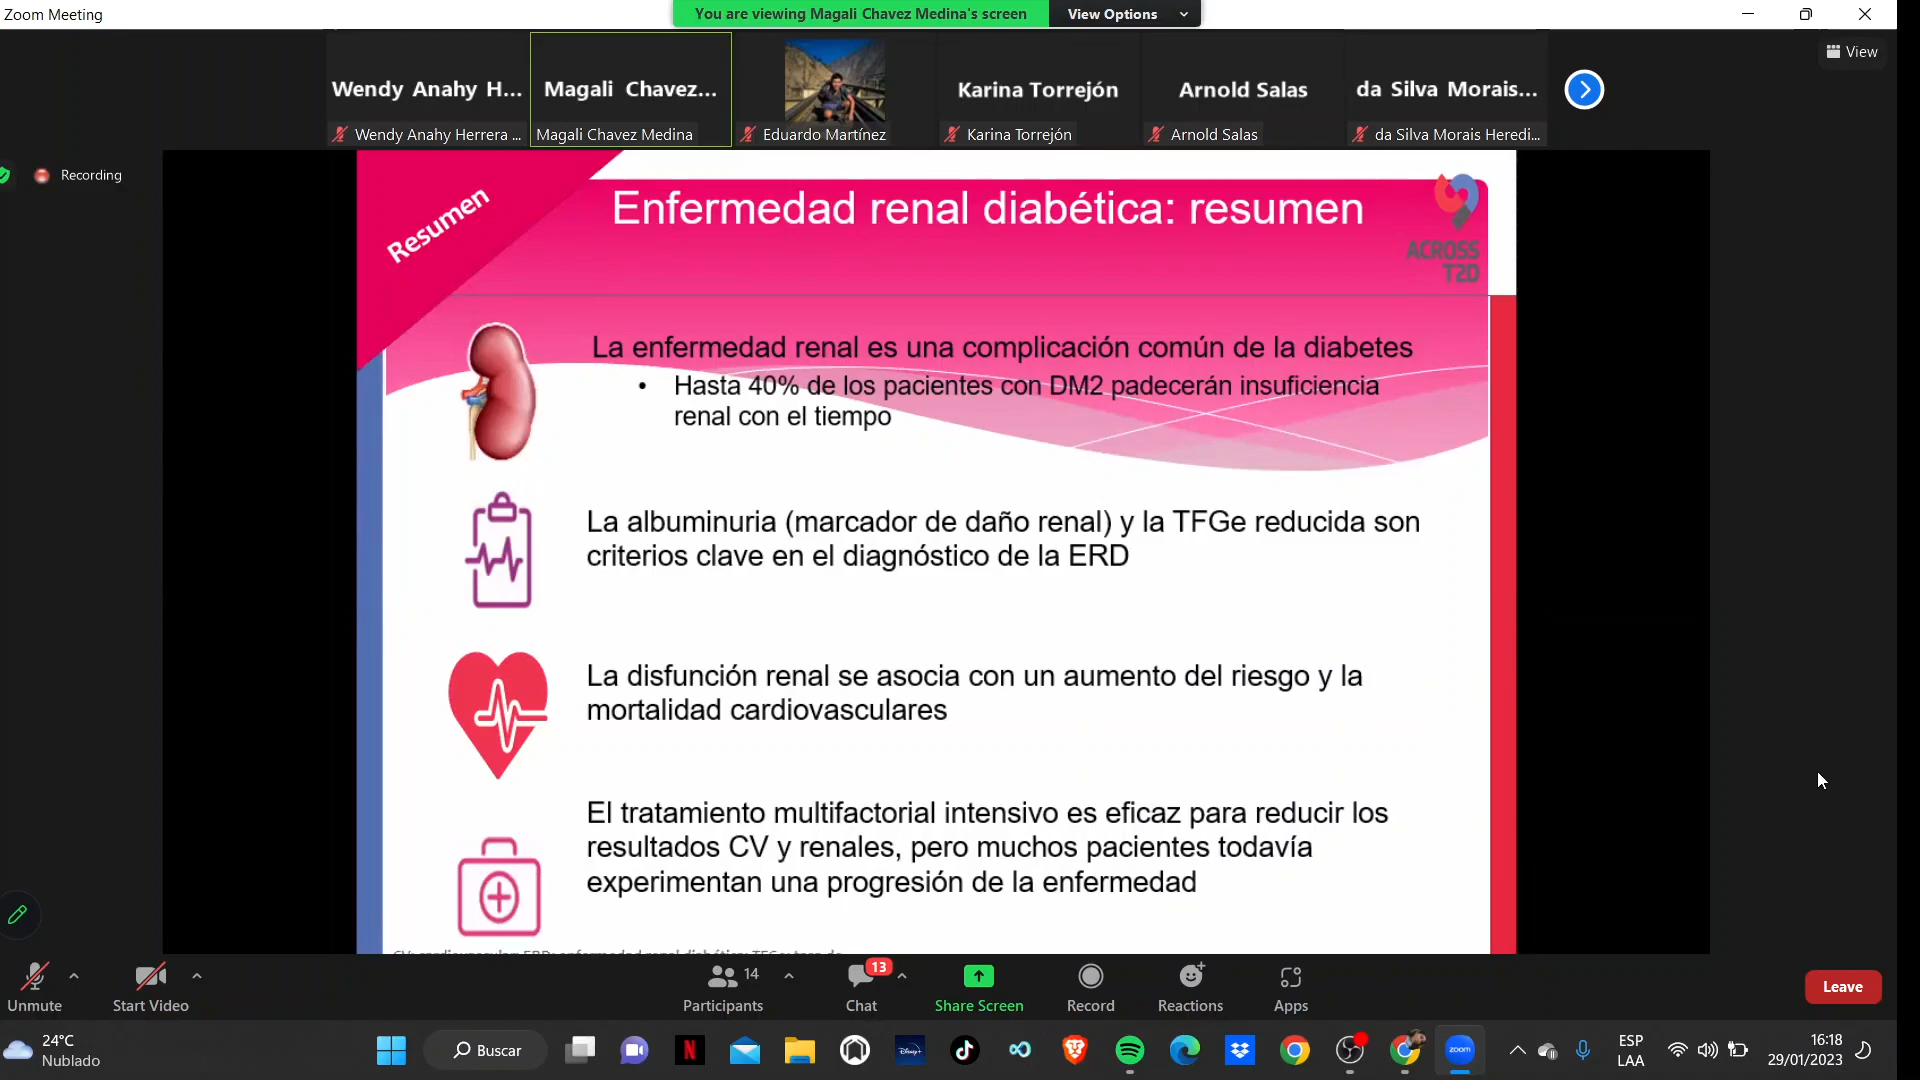 Zoom Meeting
You are viewing Magali Chavez Medina's screen
View Options
View
Wendy Anahy H...
Magali Chavez...
Karina Torrejón
Arnold Salas
da Silva Morais...
Wendy Anahy Herrera ...
Magali Chavez Medina
Eduardo Martínez
Karina Torrejón
Arnold Salas
da Silva Morais Heredi...
Recording
Resumen
Enfermedad renal diabética: resumen
ACROSS
T2D
La enfermedad renal es una complicación común de la diabetes
• Hasta 40% de los pacientes con DM2 padecerán insuficiencia
renal con el tiempo
La albuminuria (marcador de daño renal) y la TFGe reducida son
criterios clave en el diagnóstico de la ERD
La disfunción renal se asocia con un aumento del riesgo y la
mortalidad cardiovasculares
El tratamiento multifactorial intensivo es eficaz para reducir los
resultados CV y renales, pero muchos pacientes todavía
experimentan una progresión de la enfermedad
Unmute
Start Video
14
Participants
13
Chat
Share Screen
Record
Reactions
Apps
Leave
24°C
Nublado
Buscar
N
Disney+
zoom
ESP
LAA
16:18
29/01/2023